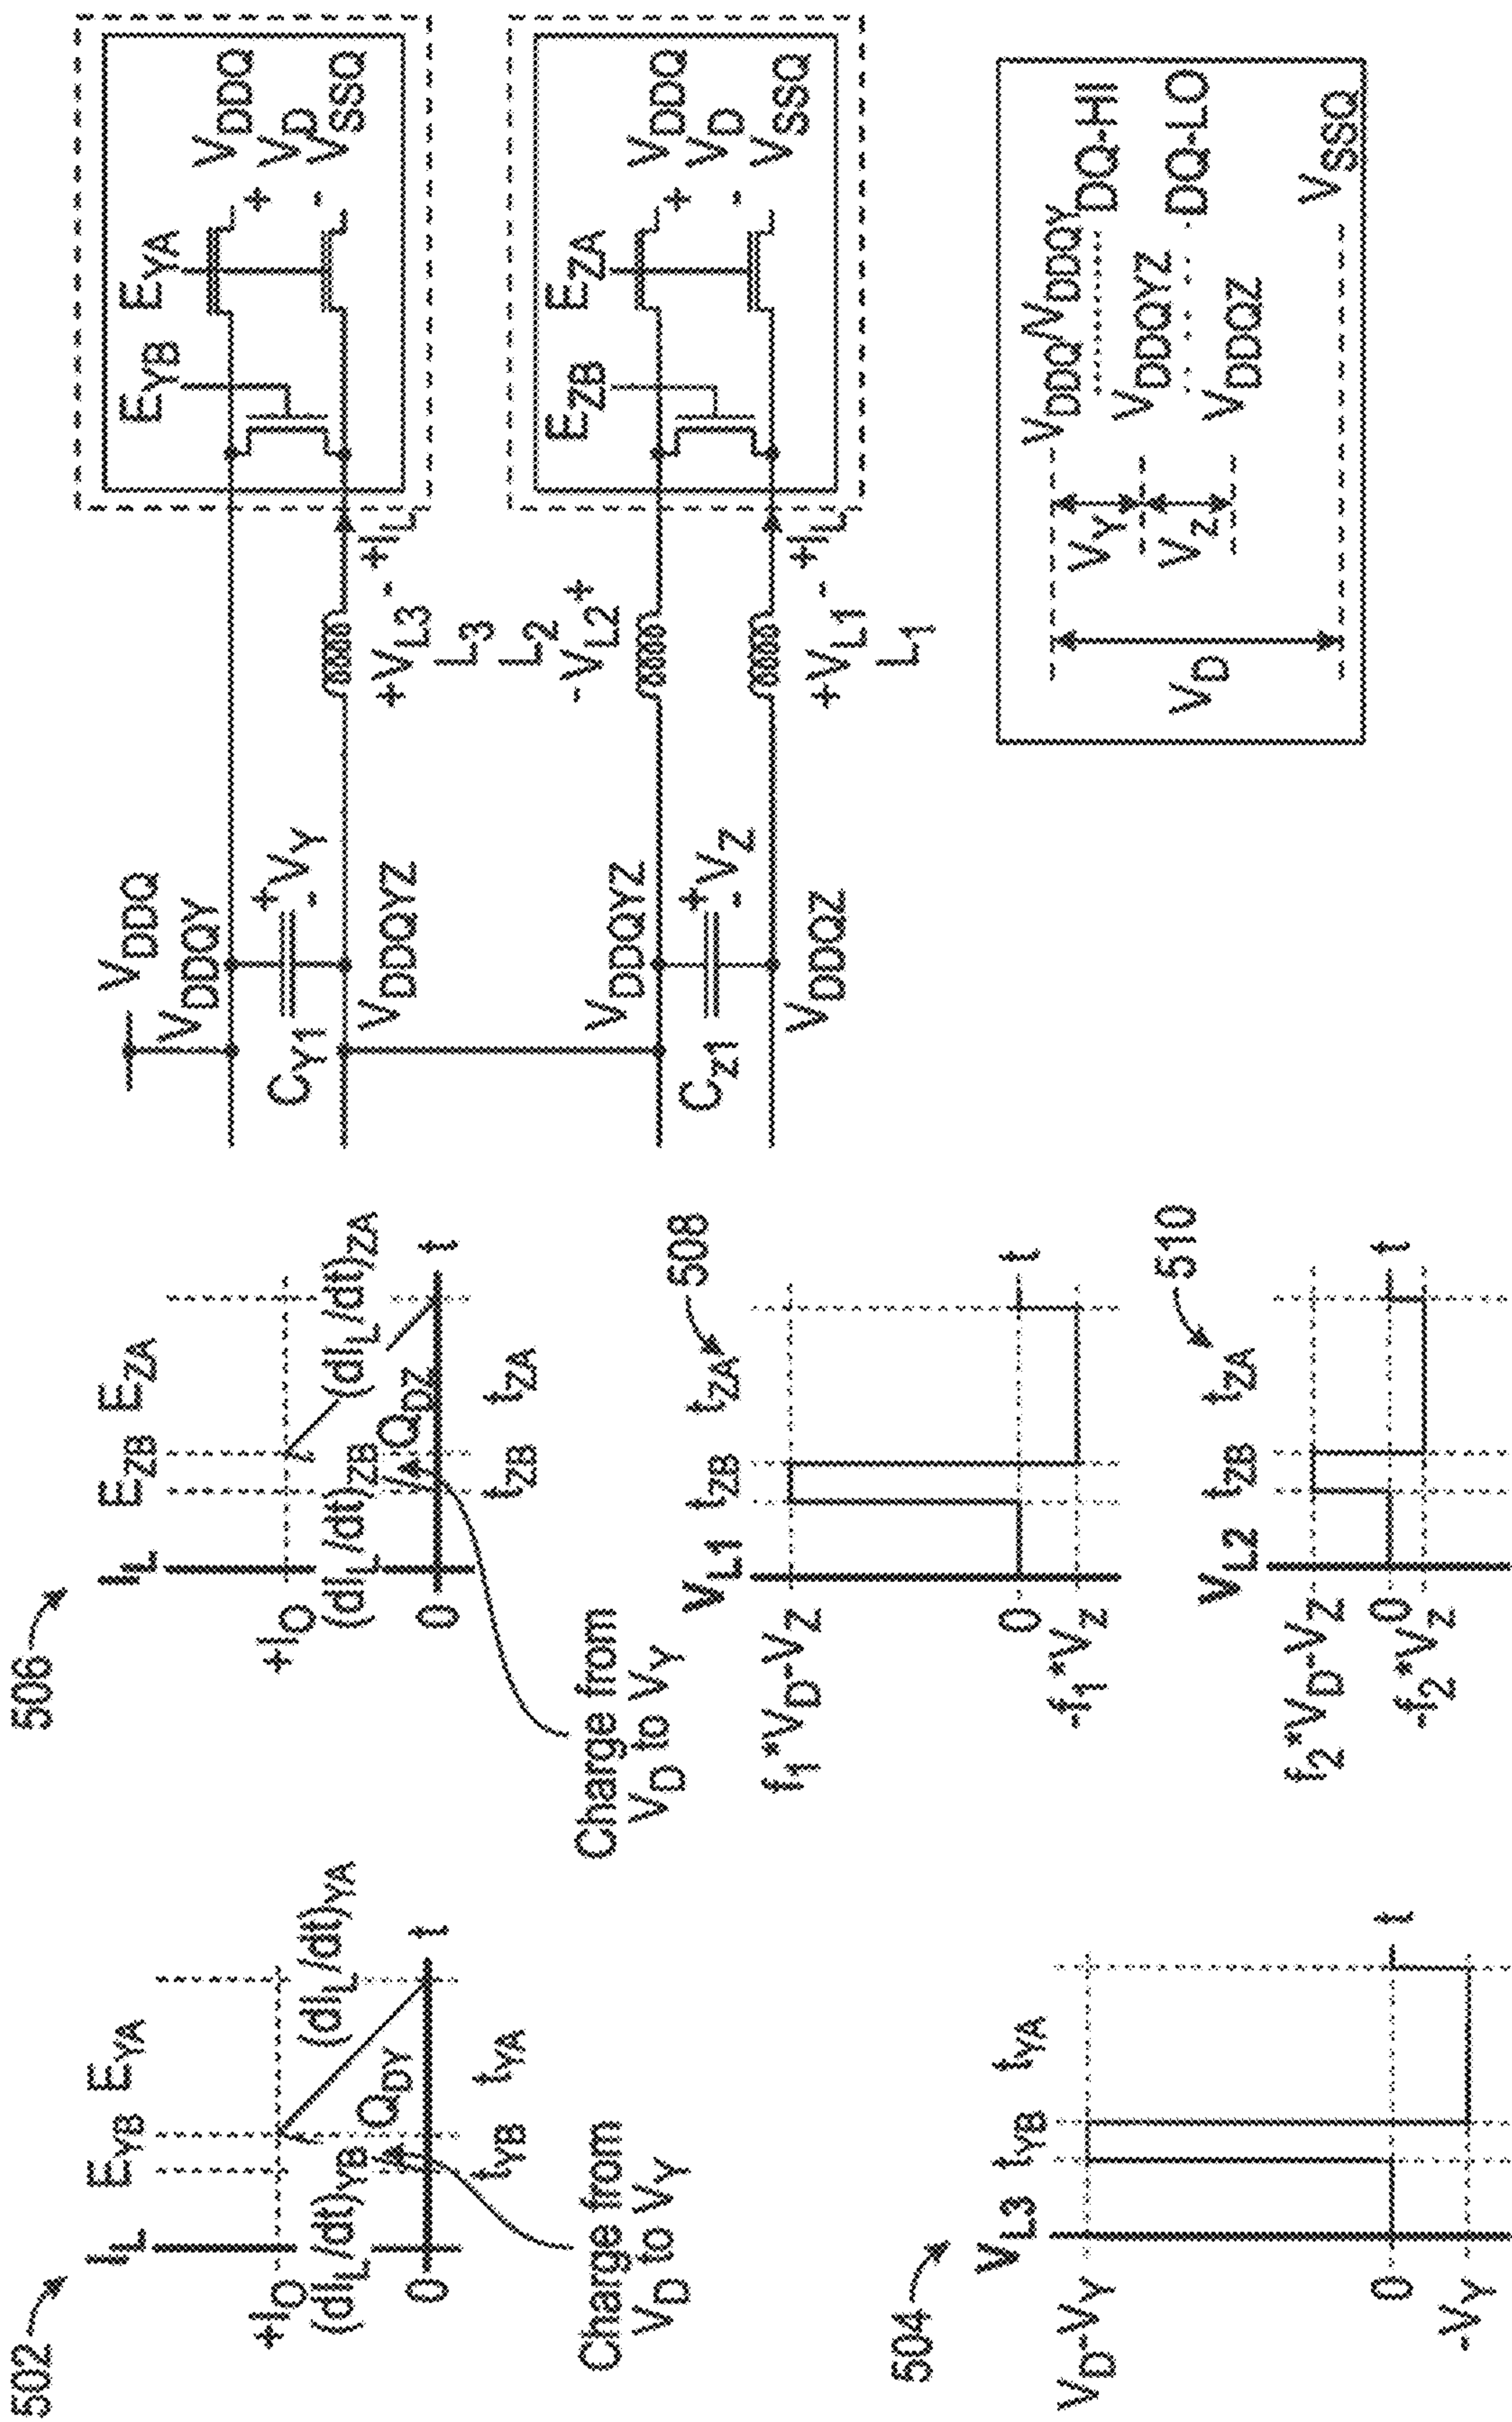 502
I_L
E_YB
E_YA
+I_O
(dI_L/dt)_YA
(dI_L/dt)_YB
Q_DY
0
t
t_YB
t_YA
Charge from
V_D to V_Y
504
V_L3
t_YB
t_YA
V_D-V_Y
0
t
-V_Y
506
I_L
E_ZB
E_ZA
+I_O
(dI_L/dt)_ZA
(dI_L/dt)_ZB
Q_DZ
0
t
t_ZB
t_ZA
Charge from
V_D to V_Y
508
V_L1
t_ZB
t_ZA
f_1*V_D-V_Z
0
t
-f_1*V_Z
510
V_L2
t_ZB
t_ZA
f_2*V_D-V_Z
0
t
-f_2*V_Z
V_DDQ
V_DDQY
C_Y1
+
V_Y
-
V_DDQYZ
+V_L3 -
L_3
+I_L
E_YB
E_YA
V_DDQ
+
V_D
-
V_SSQ
L_2
-V_L2 +
V_DDQYZ
C_Z1
+
V_Z
-
V_DDQZ
+V_L1 -
L_1
+I_L
E_ZB
E_ZA
V_DDQ
+
V_D
-
V_SSQ
V_DDQ/V_DDQY
DQ-HI
V_Y
V_DDQYZ
V_D
V_Z
DQ-LO
V_DDQZ
V_SSQ